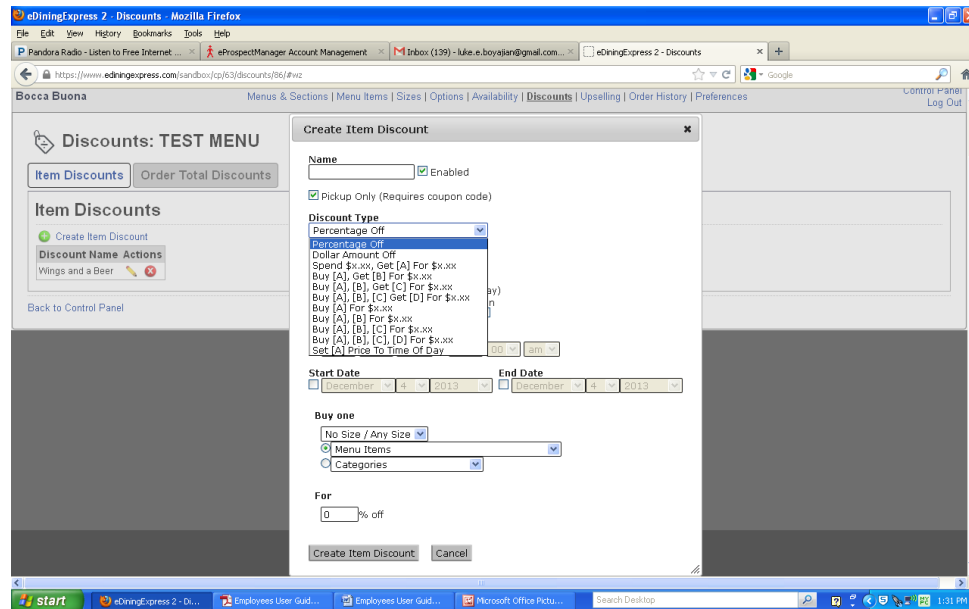 eDiningExpress 2 - Discounts - Mozilla Firefox
File Edit View History Bookmarks Tools Help
Pandora Radio - Listen to Free Internet ... × eProspectManager Account Management × Inbox (139) - luke.e.boyajian@gmail.com... × eDiningExpress 2 - Discounts × +
https://www.ediningexpress.com/sandbox/cp/63/discounts/86/#wz Google
Bocca Buona Menus & Sections | Menu Items | Sizes | Options | Availability | Discounts | Upselling | Order History | Preferences Control Panel
Log Out
Discounts: TEST MENU
Item Discounts Order Total Discounts
Item Discounts
Create Item Discount
Discount Name Actions
Wings and a Beer
Back to Control Panel
Create Item Discount ×
Name
Enabled
Pickup Only (Requires coupon code)
Discount Type
Percentage Off
Percentage Off
Dollar Amount Off
Spend $x.xx, Get [A] For $x.xx
Buy [A], Get [B] For $x.xx
Buy [A], [B], Get [C] For $x.xx
Buy [A], [B], [C] Get [D] For $x.xx
Buy [A] For $x.xx
Buy [A], [B] For $x.xx
Buy [A], [B], [C] For $x.xx
Buy [A], [B], [C], [D] For $x.xx
Set [A] Price To Time Of Day
00 am
Start Date End Date
December 4 2013 December 4 2013
Buy one
No Size / Any Size
Menu Items
Categories
For
0 % off
Create Item Discount Cancel
start eDiningExpress 2 - Di... Employees User Guid... Employees User Guid... Microsoft Office Pictu... Search Desktop 1:31 PM